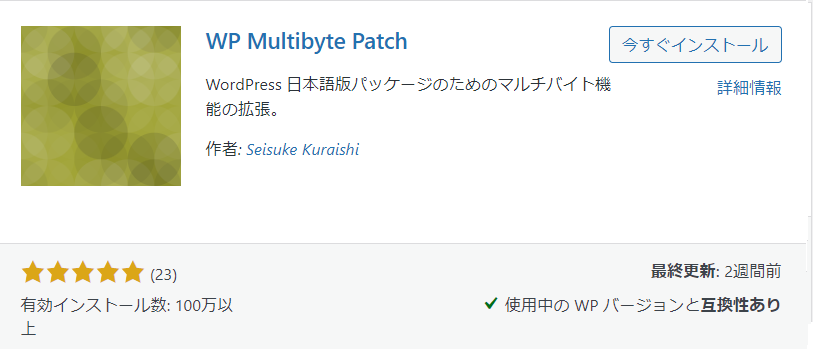 WP Multibyte Patch
今すぐインストール
WordPress 日本語版パッケージのためのマルチバイト機
能の拡張。
詳細情報
作者: Seisuke Kuraishi
(23)
最終更新: 2週間前
有効インストール数: 100万以
上
使用中の WP バージョンと互換性あり